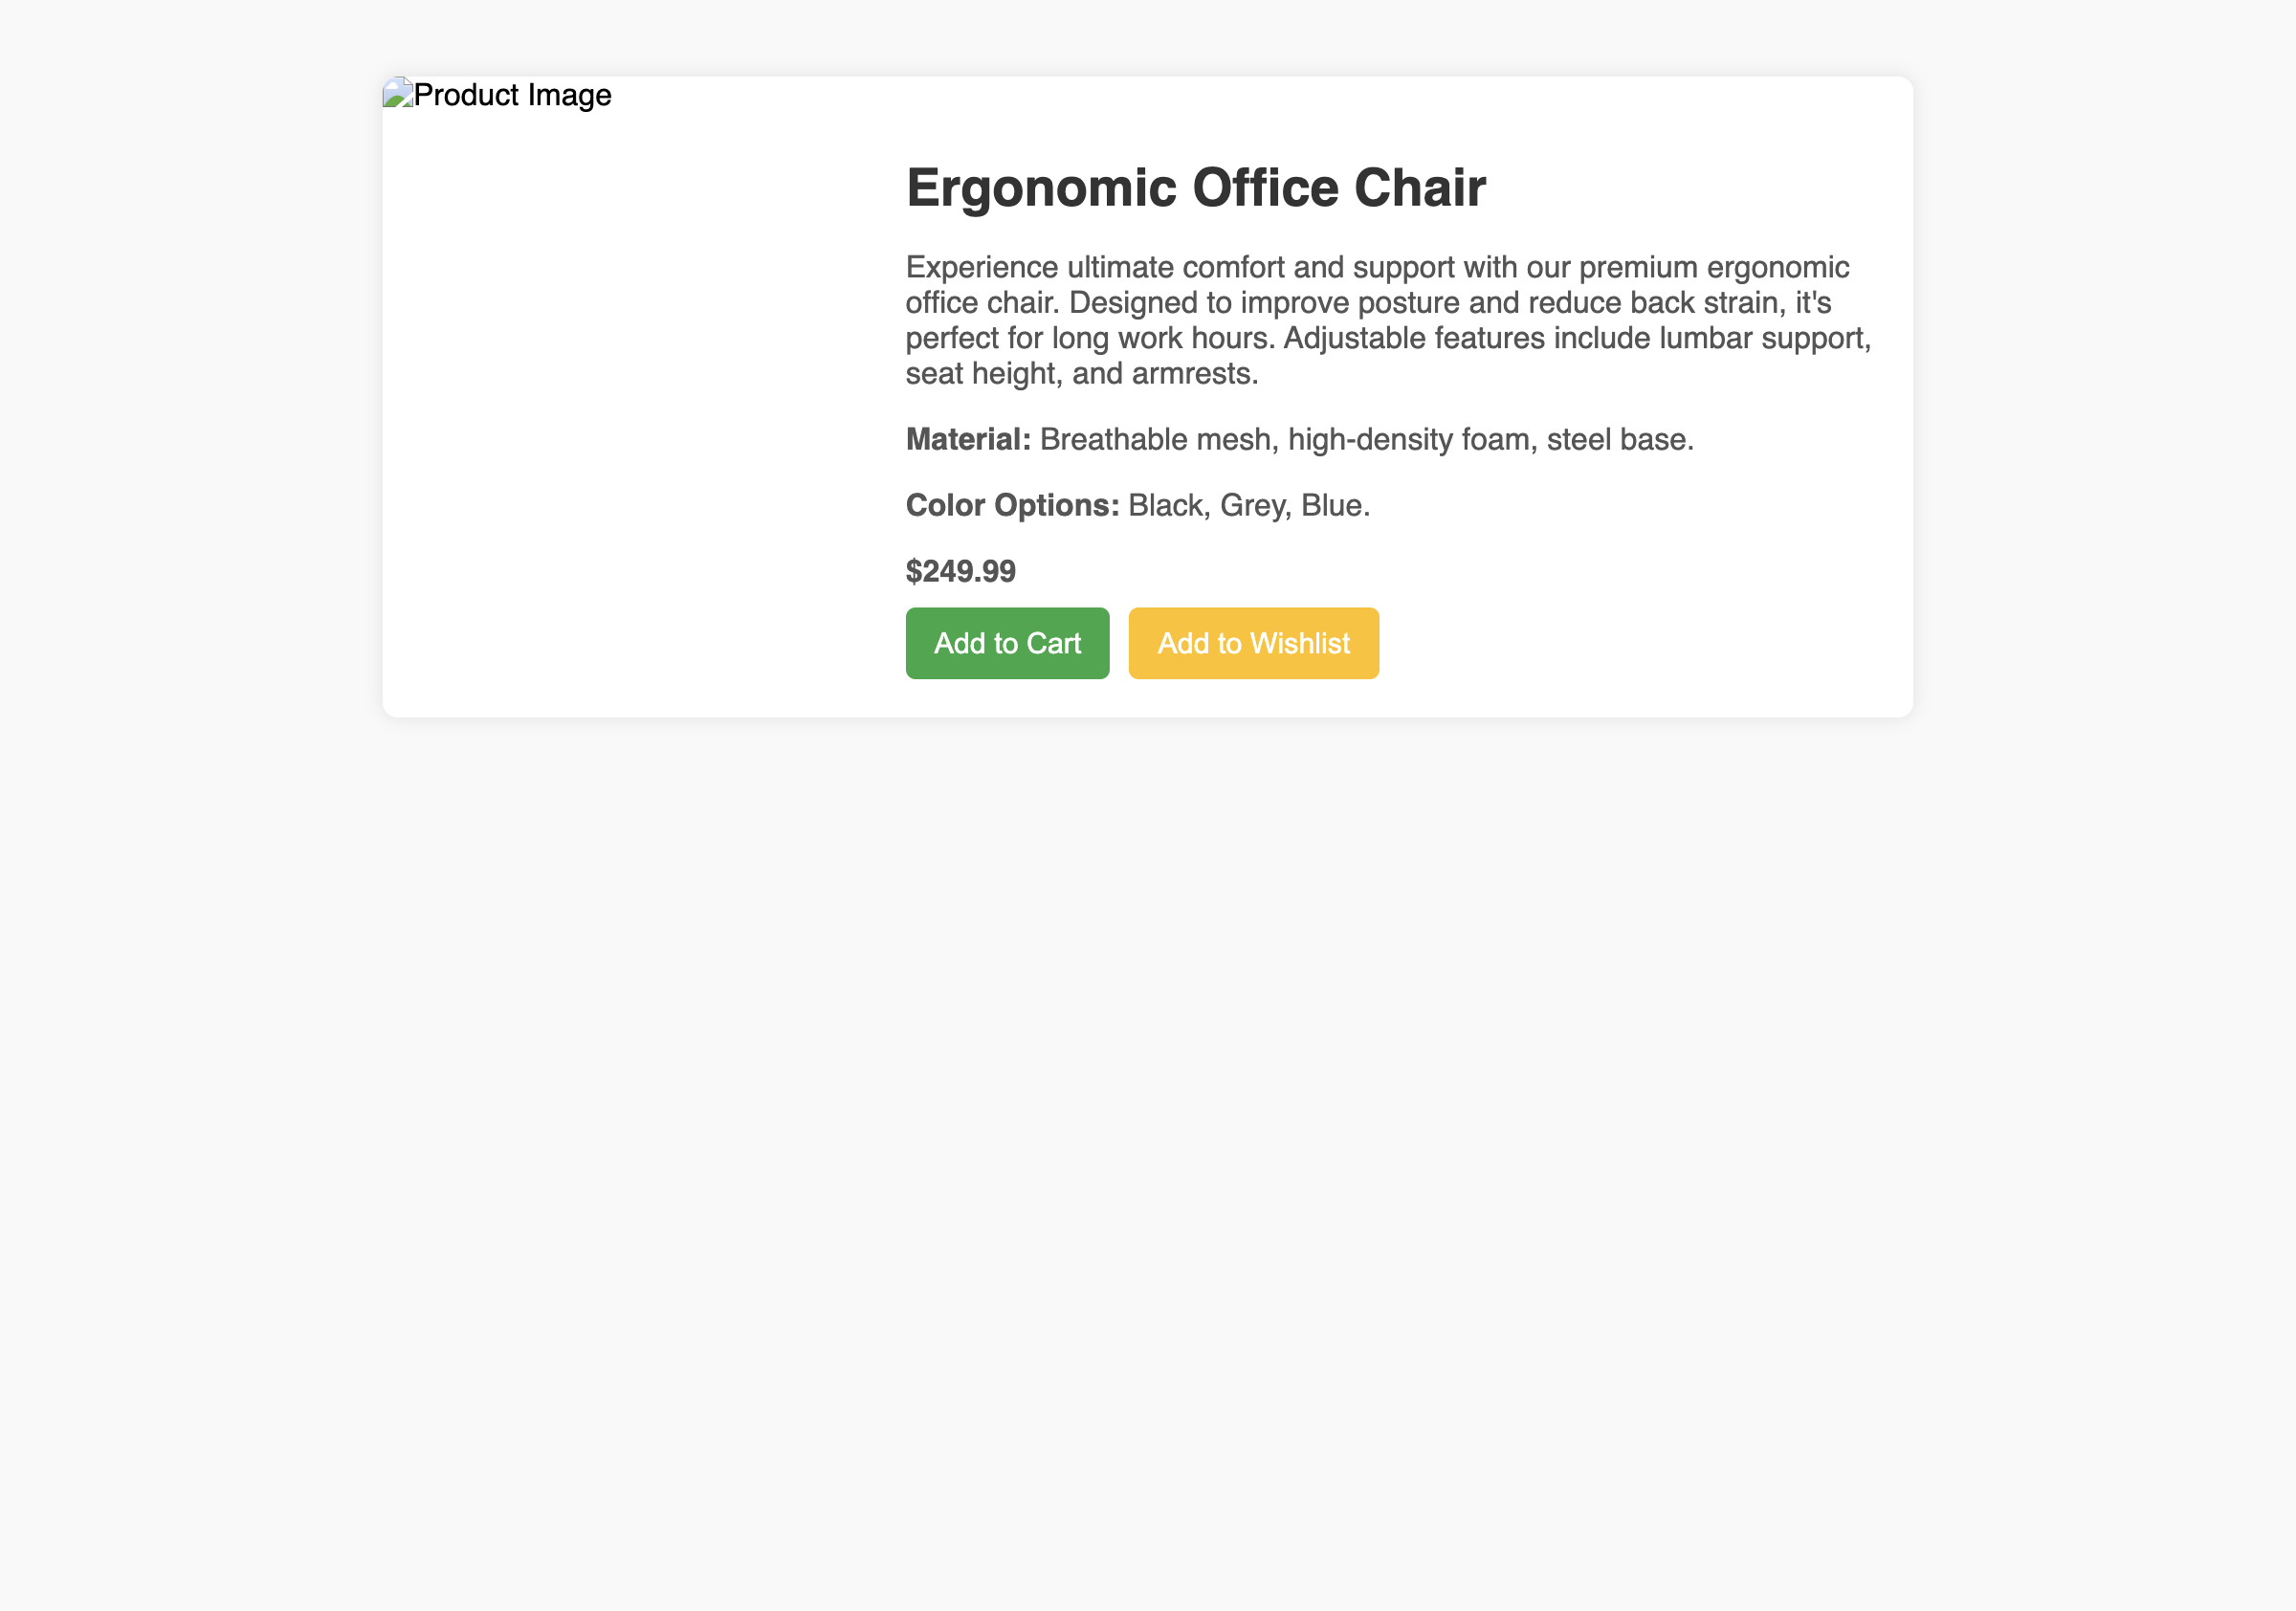 Product Image
Ergonomic Office Chair
Experience ultimate comfort and support with our premium ergonomic
office chair. Designed to improve posture and reduce back strain, it's
perfect for long work hours. Adjustable features include lumbar support,
seat height, and armrests.
Material: Breathable mesh, high-density foam, steel base.
Color Options: Black, Grey, Blue.
$249.99
Add to Cart Add to Wishlist